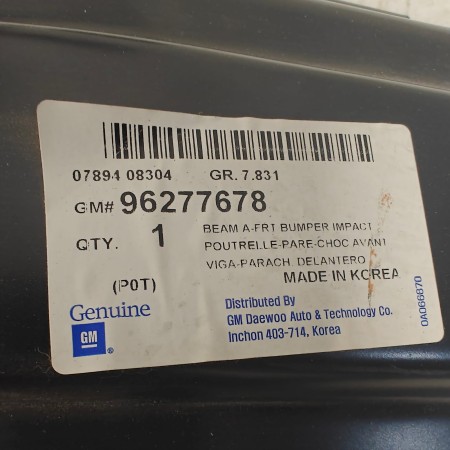 07894 08304 GR. 7.831
GM# 96277678
QTY. 1 BEAM A-FRT BUMPER IMPACT
POUTRELLE-PARE-CHOC AVANT
VIGA-PARACH. DELANTERO
(P0T) MADE IN KOREA
Genuine
GM ®
Distributed By
GM Daewoo Auto & Technology Co.
Inchon 403-714, Korea
0A066870